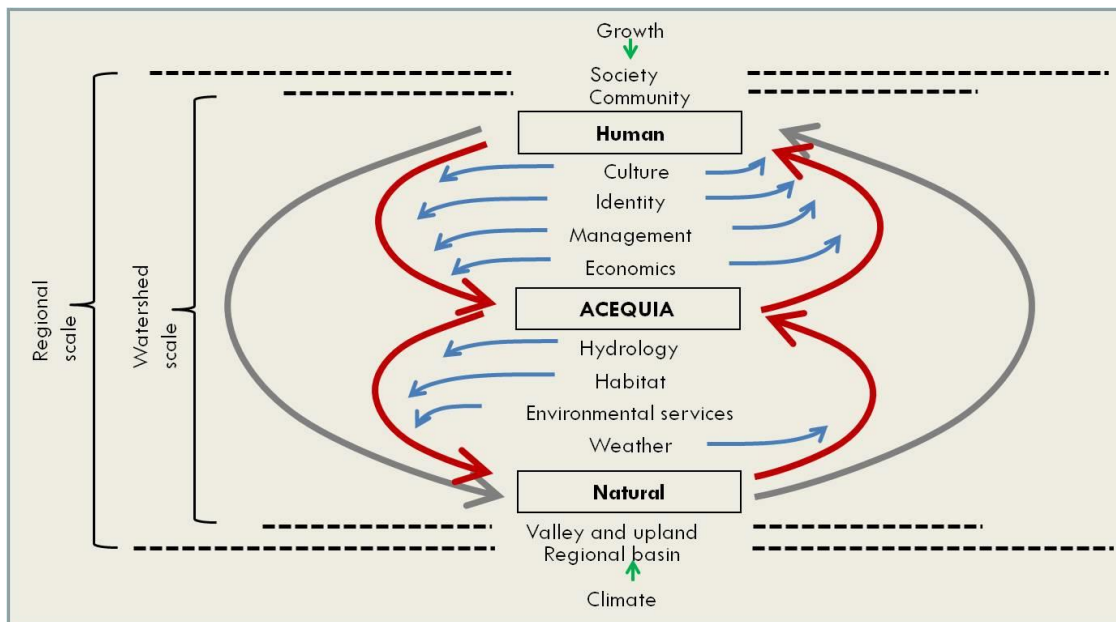 Growth
Society
Community
Human
Culture
Identity
Management
Economics
ACEQUIA
Hydrology
Habitat
Environmental services
Weather
Natural
Valley and upland
Regional basin
Climate
Regional
scale
Watershed
scale